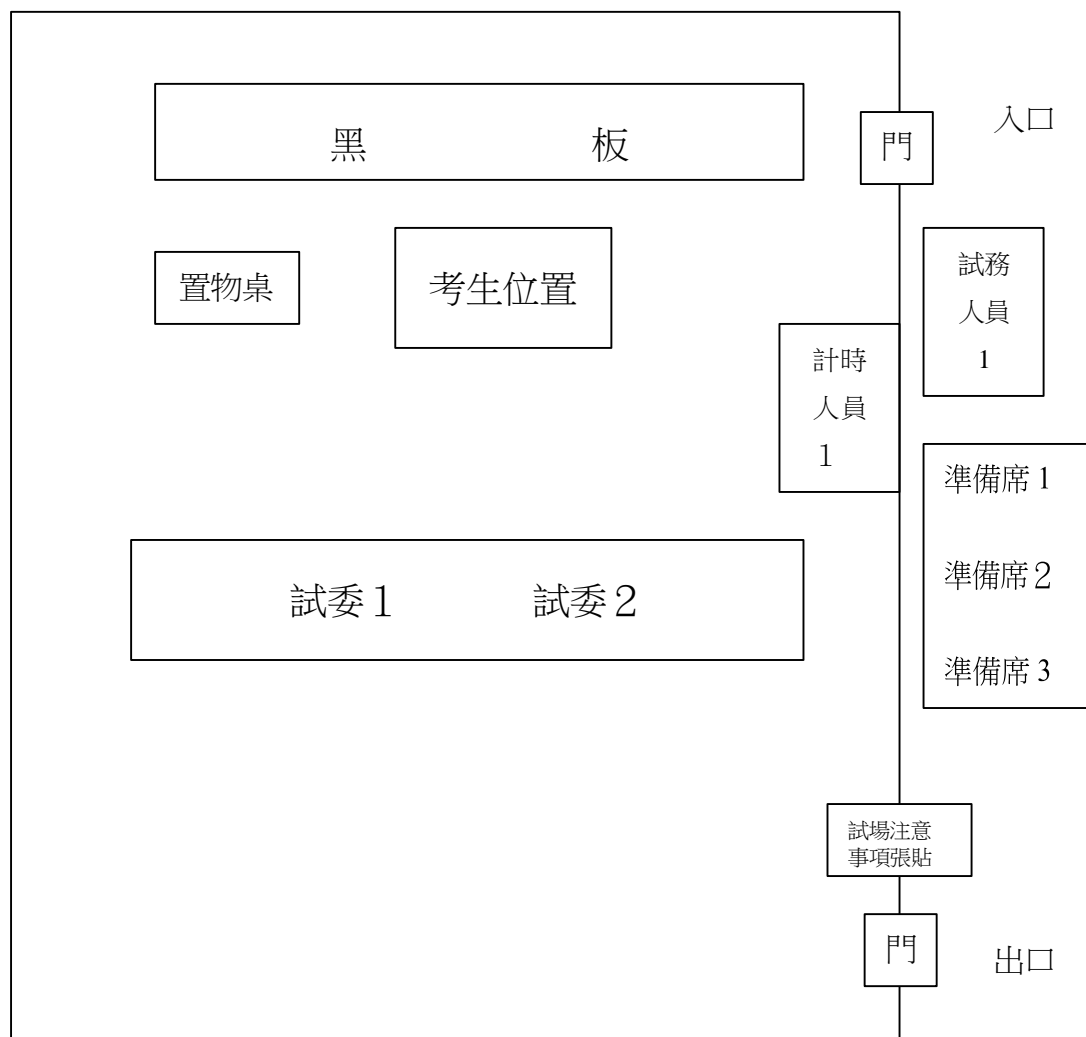 黑 板
門
入口
置物桌
考生位置
試務
人員
1
計時
人員
1
準備席 1
準備席 2
準備席 3
試委 1 試委 2
試場注意
事項張貼
門
出口